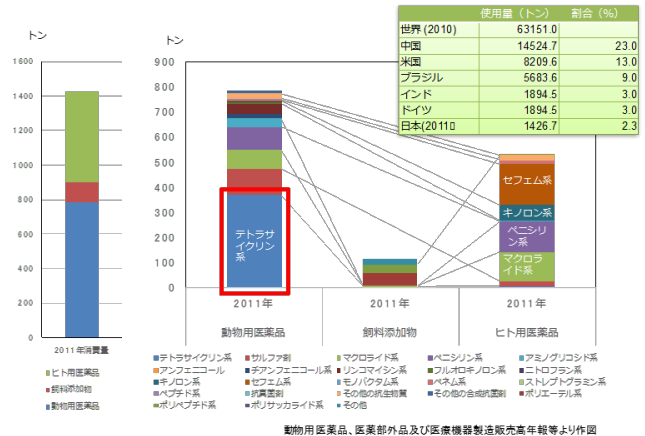 使用量（トン） 割合（%）
世界(2010) 63151.0
中国 14524.7 23.0
米国 8209.6 13.0
ブラジル 5683.6 9.0
インド 1894.5 3.0
ドイツ 1894.5 3.0
日本(2011 1426.7 2.3
トン
1600
1400
1200
1000
800
600
400
200
0
2011年消費量
ヒト用医薬品
飼料添加物
動物用医薬品
トン
900
800
700
600
500
400
300
200
100
0
テトラサ
イクリン
系
セフェム系
キノロン系
ペニシリ
ン系
マクロラ
イド系
2011年 2011年 2011年
動物用医薬品 飼料添加物 ヒト用医薬品
テトラサイクリン系 サルファ剤 マクロライド系 ペニシリン系 アミノグリコシド系
アンフェニコール チアンフェニコール系 リンコマイシン系 フルオロキノロン系 ニトロフラン系
キノロン系 セフェム系 モノバクタム系 ペネム系 ストレプトグラミン系
ペプチド系 抗真菌剤 その他の抗生物質 その他の合成抗菌剤 ポリエーテル系
ポリペプチド系 ポリサッカライド系 その他
動物用医薬品、医薬部外品及び医療機器製造販売高年報等より作図